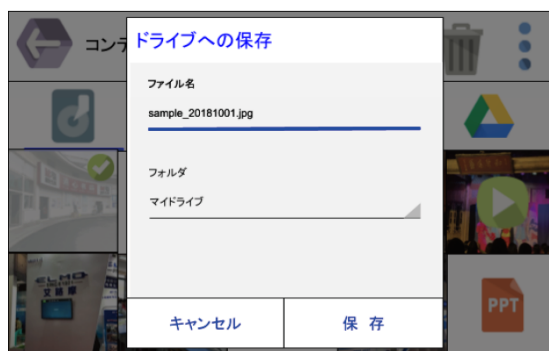 コンテ
ドライブへの保存
ファイル名
sample_20181001.jpg
フォルダ
マイドライブ
ELMO
PPT
キャンセル
保 存